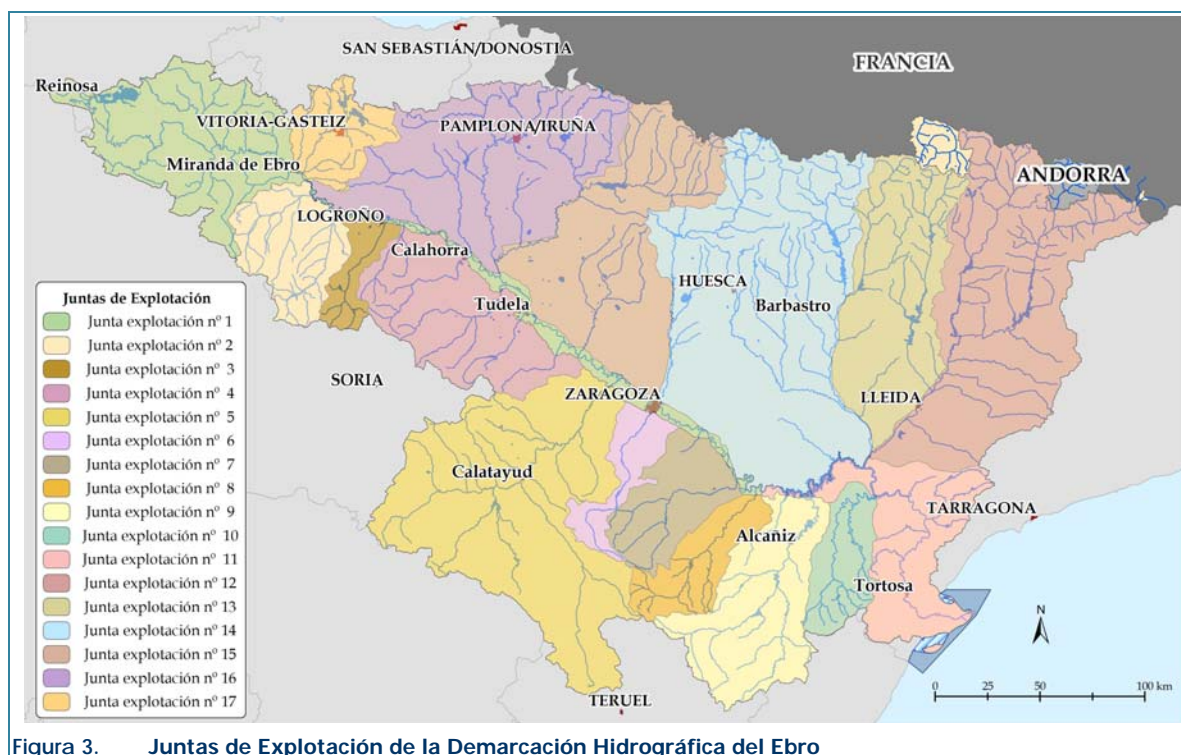 SAN SEBASTIÁN/DONOSTIA
FRANCIA
Reinosa
VITORIA-GASTEIZ
PAMPLONA/IRUÑA
Miranda de Ebro
ANDORRA
LOGROÑO
Calahorra
HUESCA
Barbastro
Tudela
SORIA
ZARAGOZA
LLEIDA
Calatayud
TARRAGONA
Alcañiz
Tortosa
TERUEL
Juntas de Explotación
Junta explotación nº 1
Junta explotación nº 2
Junta explotación nº 3
Junta explotación nº 4
Junta explotación nº 5
Junta explotación nº 6
Junta explotación nº 7
Junta explotación nº 8
Junta explotación nº 9
Junta explotación nº 10
Junta explotación nº 11
Junta explotación nº 12
Junta explotación nº 13
Junta explotación nº 14
Junta explotación nº 15
Junta explotación nº 16
Junta explotación nº 17
N
0 25 50 100 km
Figura 3. Juntas de Explotación de la Demarcación Hidrográfica del Ebro